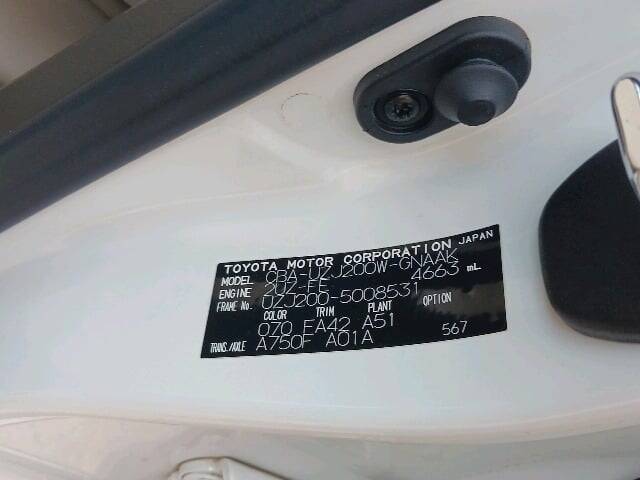 TOYOTA MOTOR CORPORATION JAPAN
MODEL CBA-UZJ200W-GNAAK
ENGINE 2UZ-FE 4663 mL
FRAME No. UZJ200-5008531
COLOR TRIM PLANT OPTION
070 EA42 A51
TRANS./AXLE A750F A01A 567